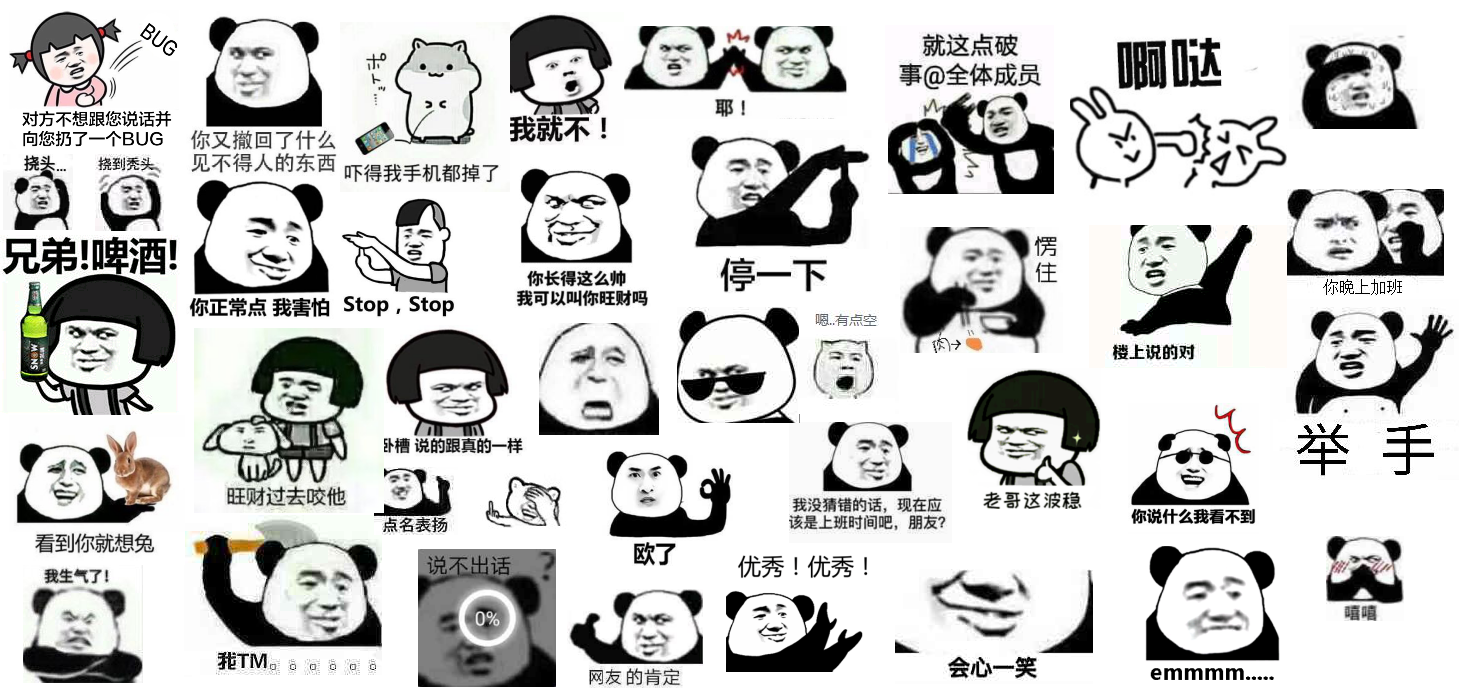 BUG
对方不想跟您说话并
向您扔了一个BUG
你又撤回了什么
见不得人的东西
ポトッ…
吓得我手机都掉了
我就不！
耶！
就这点破
事@全体成员
啊哒
挠头...
挠到秃头
兄弟!啤酒!
SNOW
你正常点 我害怕
Stop , Stop
你长得这么帅
我可以叫你旺财吗
停一下
愣住
肉→
楼上说的对
你晚上加班
旺财过去咬他
卧槽 说的跟真的一样
点名表扬
嗯..有点空
欧了
我没猜错的话，现在应
该是上班时间吧，朋友?
老哥这波稳
你说什么我看不到
举 手
看到你就想兔
我生气了！
我TM。。。。。。
说不出话 ?
0%
网友 的肯定
优秀！优秀！
会心一笑
emmmm.....
嘻嘻